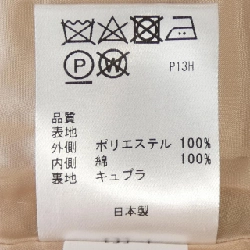 P13H
品質
表地
外側 ポリエステル 100%
内側 綿 100%
裏地 キュプラ
日本製